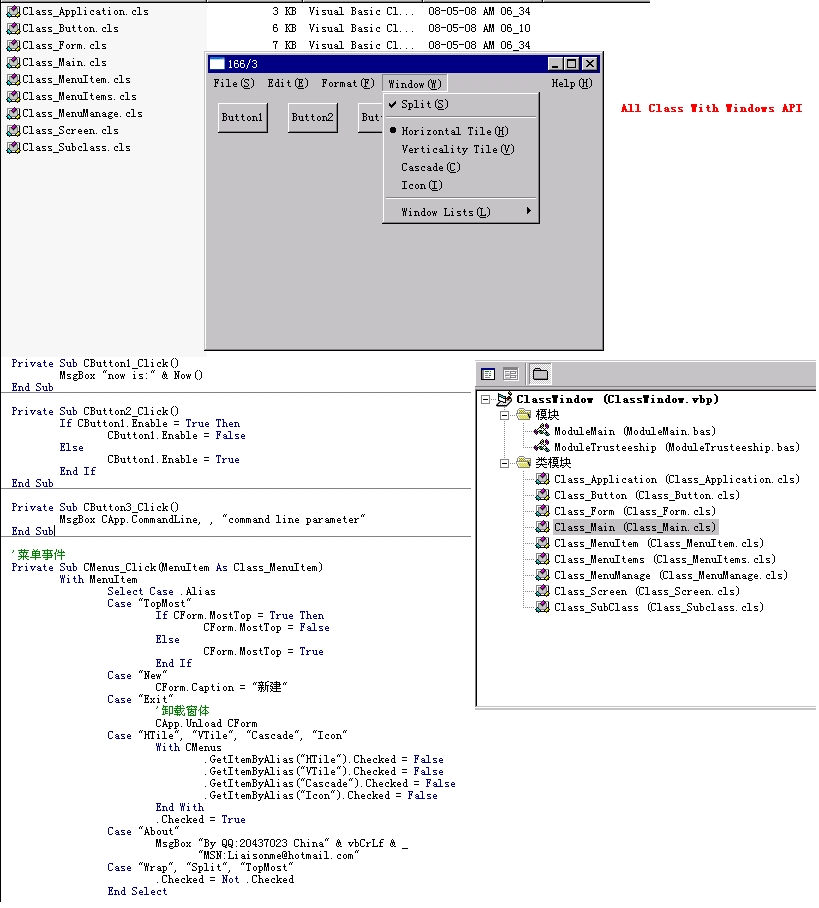 Class_Application.cls 3 KB Visual Basic Cl... 08-05-08 AM 06_34
Class_Button.cls 6 KB Visual Basic Cl... 08-05-08 AM 06_10
Class_Form.cls 7 KB Visual Basic Cl... 08-05-08 AM 06_34
Class_Main.cls
Class_MenuItem.cls
Class_MenuItems.cls
Class_MenuManage.cls
Class_Screen.cls
Class_Subclass.cls
166/3
File(S) Edit(E) Format(F) Window(W) Help(H)
Button1 Button2 Butt
Split(S)
Horizontal Tile(H)
Verticality Tile(V)
Cascade(C)
Icon(I)
Window Lists(L)
All Class With Windows API
Private Sub CButton1_Click()
MsgBox "now is:" & Now()
End Sub
Private Sub CButton2_Click()
If CButton1.Enable = True Then
CButton1.Enable = False
Else
CButton1.Enable = True
End If
End Sub
Private Sub CButton3_Click()
MsgBox CApp.CommandLine, , "command line parameter"
End Sub
'菜单事件
Private Sub CMenus_Click(MenuItem As Class_MenuItem)
With MenuItem
Select Case .Alias
Case "TopMost"
If CForm.MostTop = True Then
CForm.MostTop = False
Else
CForm.MostTop = True
End If
Case "New"
CForm.Caption = "新建"
Case "Exit"
'卸载窗体
CApp.Unload CForm
Case "HTile", "VTile", "Cascade", "Icon"
With CMenus
.GetItemByAlias("HTile").Checked = False
.GetItemByAlias("VTile").Checked = False
.GetItemByAlias("Cascade").Checked = False
.GetItemByAlias("Icon").Checked = False
End With
.Checked = True
Case "About"
MsgBox "By QQ:20437023 China" & vbCrLf & _
"MSN:Liaisonme@hotmail.com"
Case "Wrap", "Split", "TopMost"
.Checked = Not .Checked
End Select
ClassWindow (ClassWindow.vbp)
模块
ModuleMain (ModuleMain.bas)
ModuleTrusteeship (ModuleTrusteeship.bas)
类模块
Class_Application (Class_Application.cls)
Class_Button (Class_Button.cls)
Class_Form (Class_Form.cls)
Class_Main (Class_Main.cls)
Class_MenuItem (Class_MenuItem.cls)
Class_MenuItems (Class_MenuItems.cls)
Class_MenuManage (Class_MenuManage.cls)
Class_Screen (Class_Screen.cls)
Class_SubClass (Class_Subclass.cls)